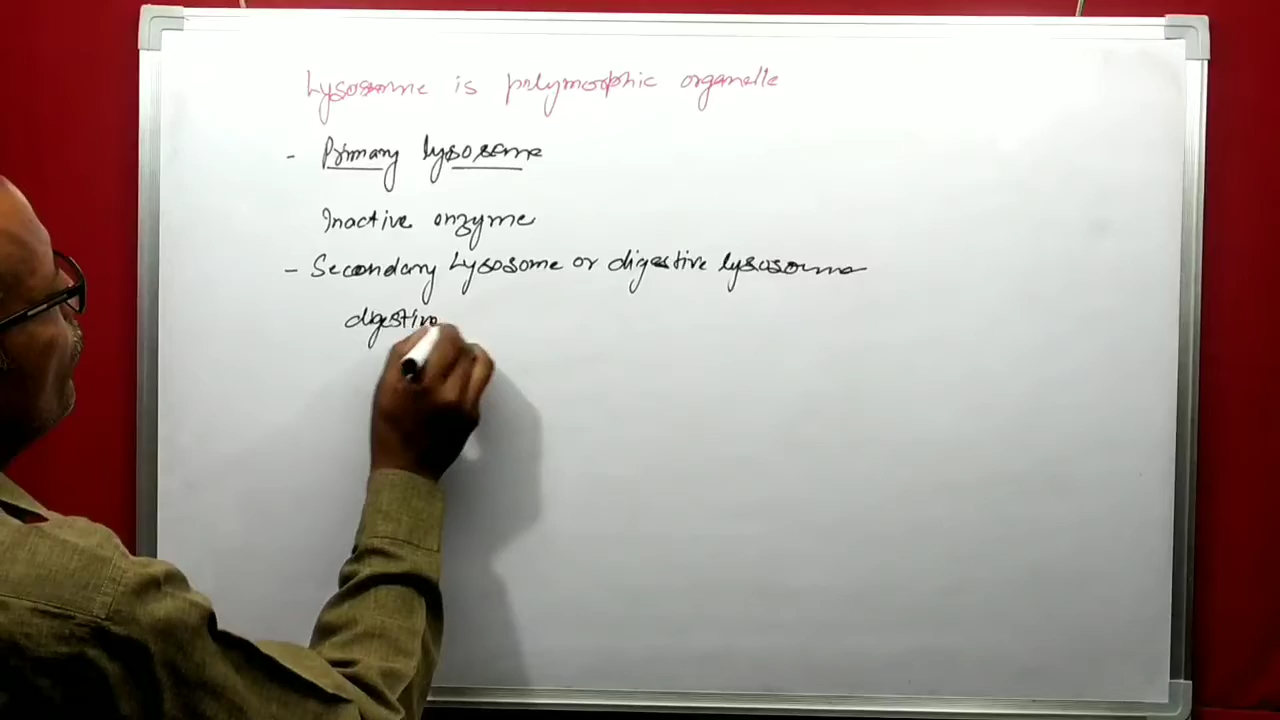 Lysosome is polymorphic organelle
- Primary lysosome
Inactive enzyme
- Secondary Lysosome or digestive lysosome
digestive